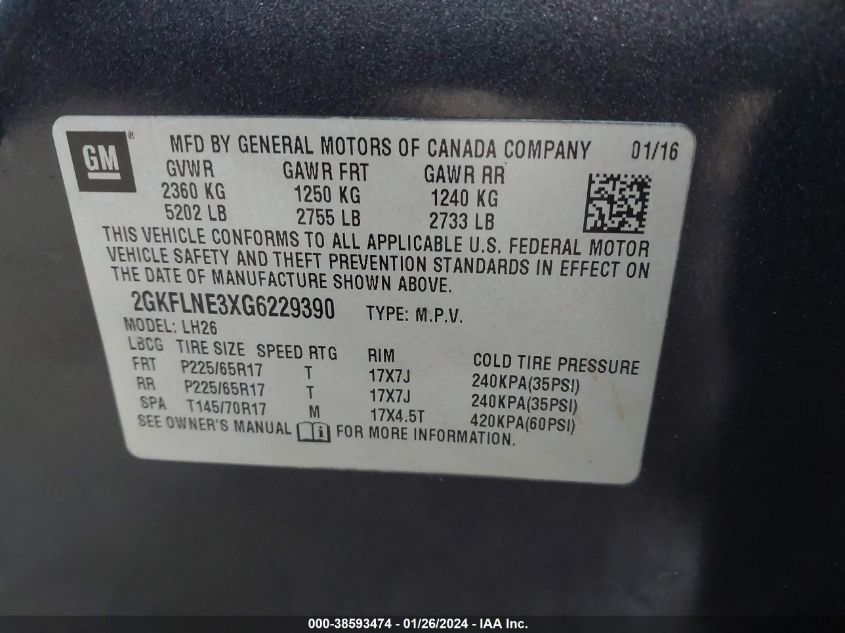 GM ®
MFD BY GENERAL MOTORS OF CANADA COMPANY 01/16
GVWR GAWR FRT GAWR RR
2360 KG 1250 KG 1240 KG
5202 LB 2755 LB 2733 LB
THIS VEHICLE CONFORMS TO ALL APPLICABLE U.S. FEDERAL MOTOR
VEHICLE SAFETY AND THEFT PREVENTION STANDARDS IN EFFECT ON
THE DATE OF MANUFACTURE SHOWN ABOVE.
2GKFLNE3XG6229390 TYPE: M.P.V.
MODEL: LH26
LBCG TIRE SIZE SPEED RTG RIM COLD TIRE PRESSURE
FRT P225/65R17 T 17X7J 240KPA(35PSI)
RR P225/65R17 T 17X7J 240KPA(35PSI)
SPA T145/70R17 M 17X4.5T 420KPA(60PSI)
SEE OWNER'S MANUAL FOR MORE INFORMATION.
000-38593474 - 01/26/2024 - IAA Inc.